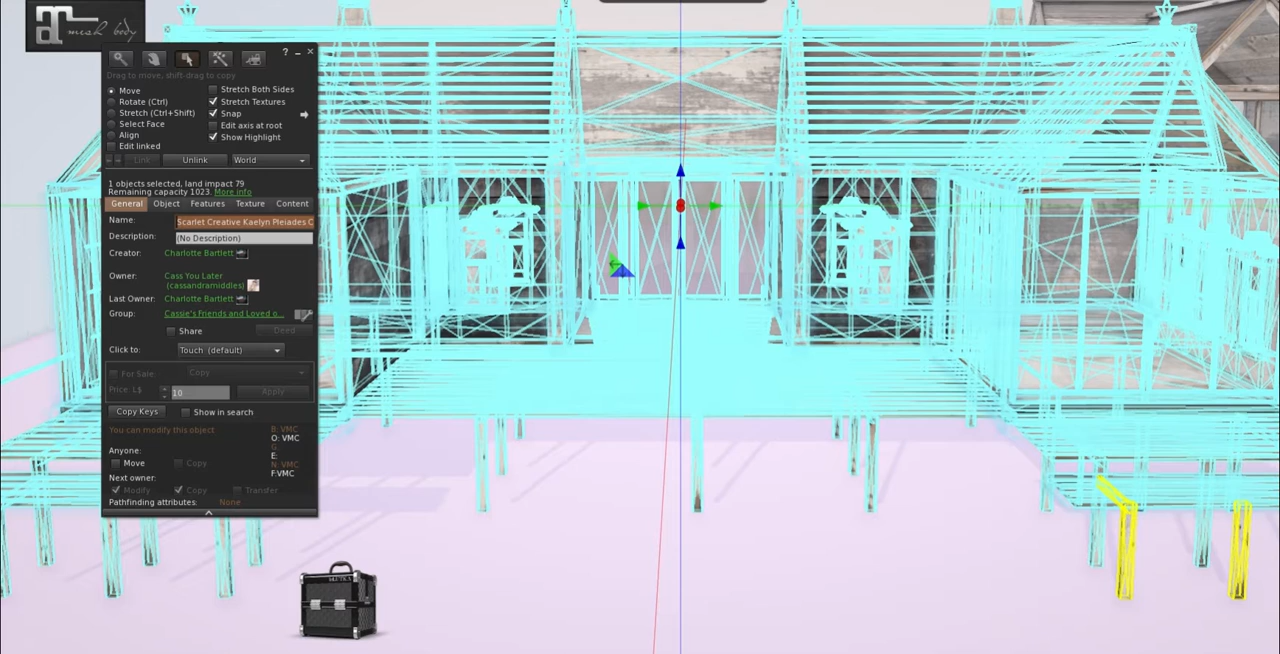 mesh body
?
Drag to move, shift-drag to copy
Move
Rotate (Ctrl)
Stretch (Ctrl+Shift)
Select Face
Align
Edit linked
Stretch Both Sides
Stretch Textures
Snap
Edit axis at root
Show Highlight
Link
Unlink
World
1 objects selected, land impact 79
Remaining capacity 1023. More info
General Object Features Texture Content
Name: Scarlet Creative Kaelyn Pleiades C
Description: (No Description)
Creator: Charlotte Bartlett
Owner: Cass You Later
(cassandramiddles)
Last Owner: Charlotte Bartlett
Group: Cassie's Friends and Loved o...
Share Deed
Click to: Touch (default)
For Sale: Copy
Price: L$ 10 Apply
Copy Keys Show in search
You can modify this object
B: VMC
O: VMC
G:
E:
N: VMC
F:VMC
Anyone:
Move Copy
Next owner:
Modify Copy Transfer
Pathfinding attributes: None